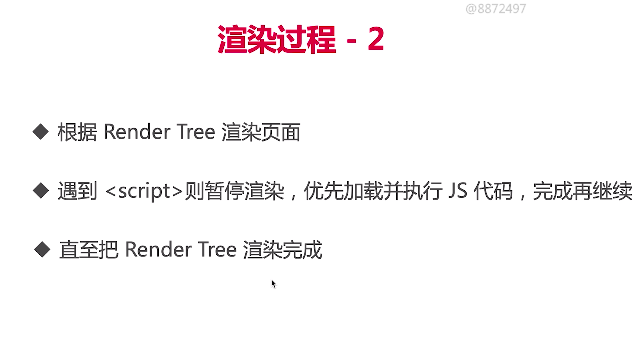 @8872497
渲染过程 - 2
◆ 根据 Render Tree 渲染页面
◆ 遇到 <script>则暂停渲染，优先加载并执行 JS 代码，完成再继续
◆ 直至把 Render Tree 渲染完成